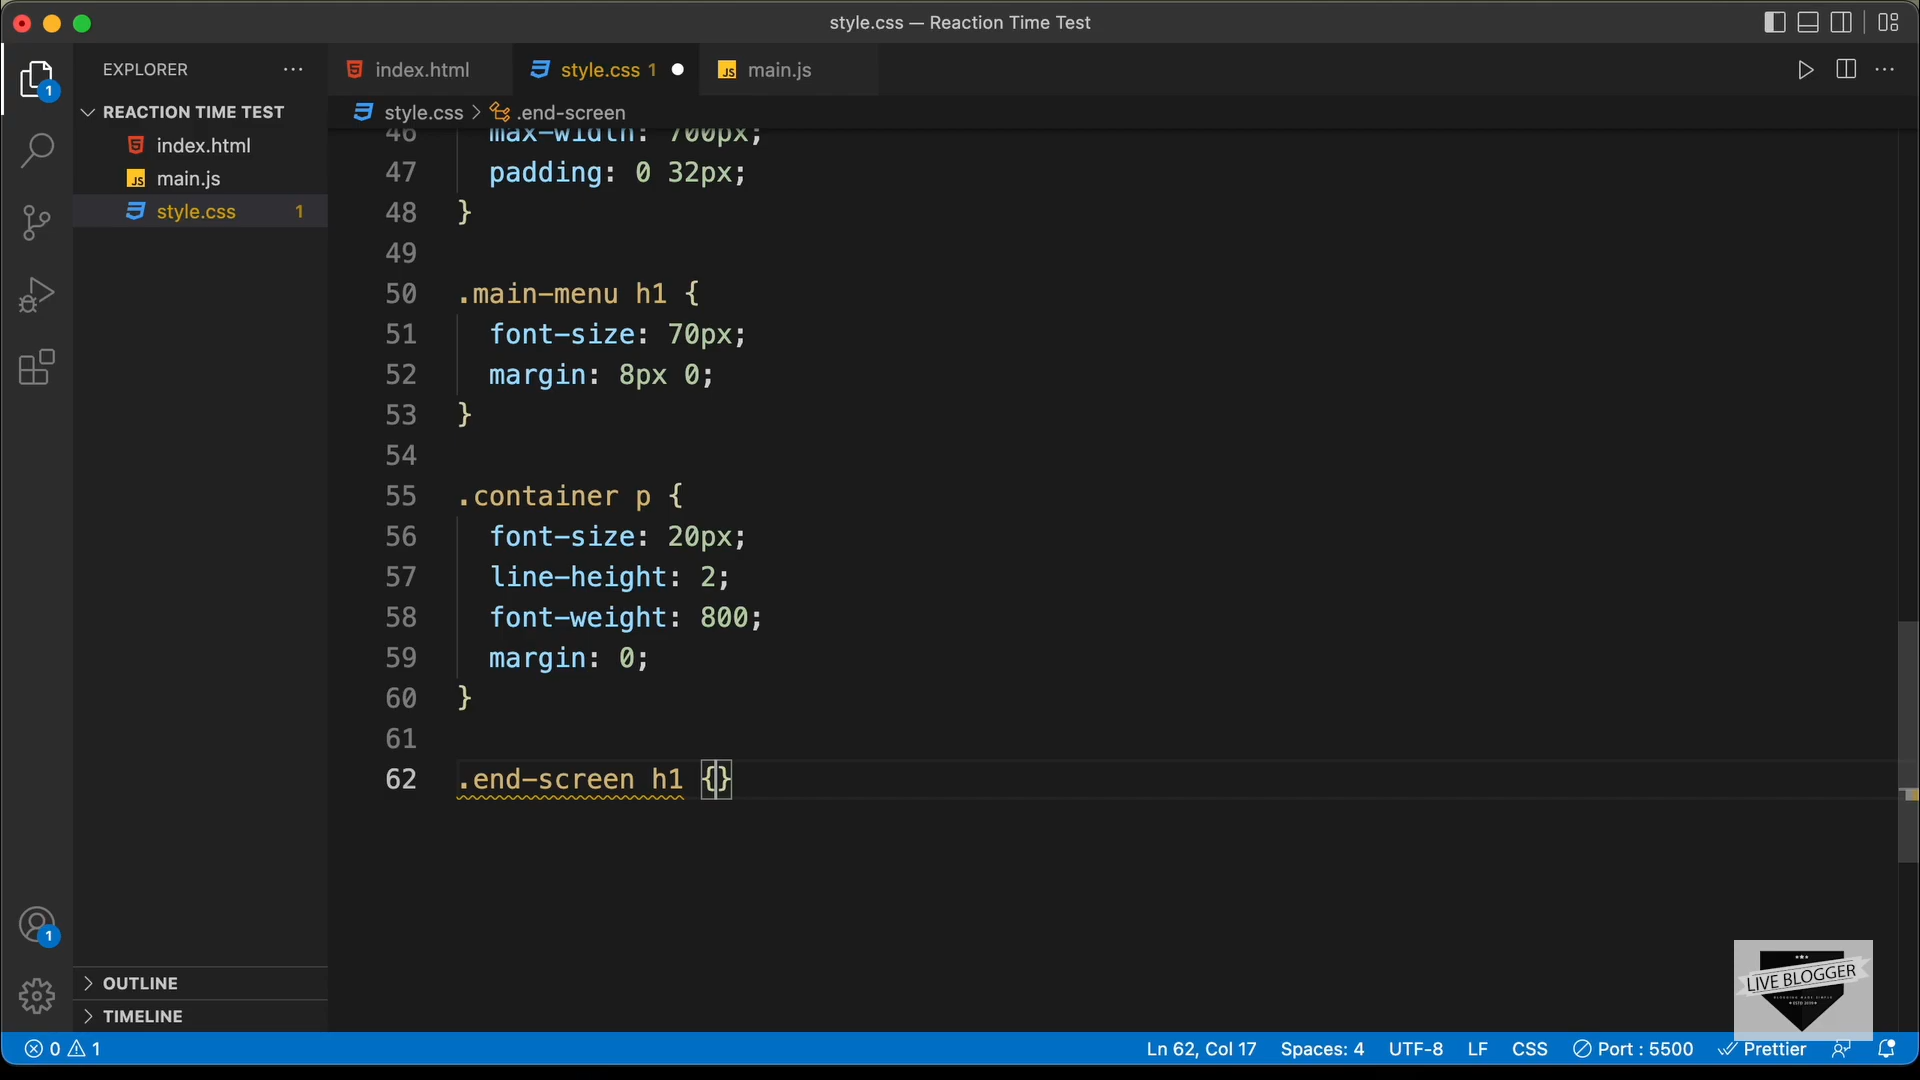 style.css — Reaction Time Test
EXPLORER
index.html
style.css 1
main.js
1
REACTION TIME TEST
style.css
.end-screen
index.html
main.js
style.css 1
46 max-width: 700px;
47 padding: 0 32px;
48 }
49
50 .main-menu h1 {
51 font-size: 70px;
52 margin: 8px 0;
53 }
54
55 .container p {
56 font-size: 20px;
57 line-height: 2;
58 font-weight: 800;
59 margin: 0;
60 }
61
62 .end-screen h1 {}
1
OUTLINE
TIMELINE
LIVE BLOGGER
0 1
Ln 62, Col 17 Spaces: 4 UTF-8 LF CSS Port : 5500 Prettier